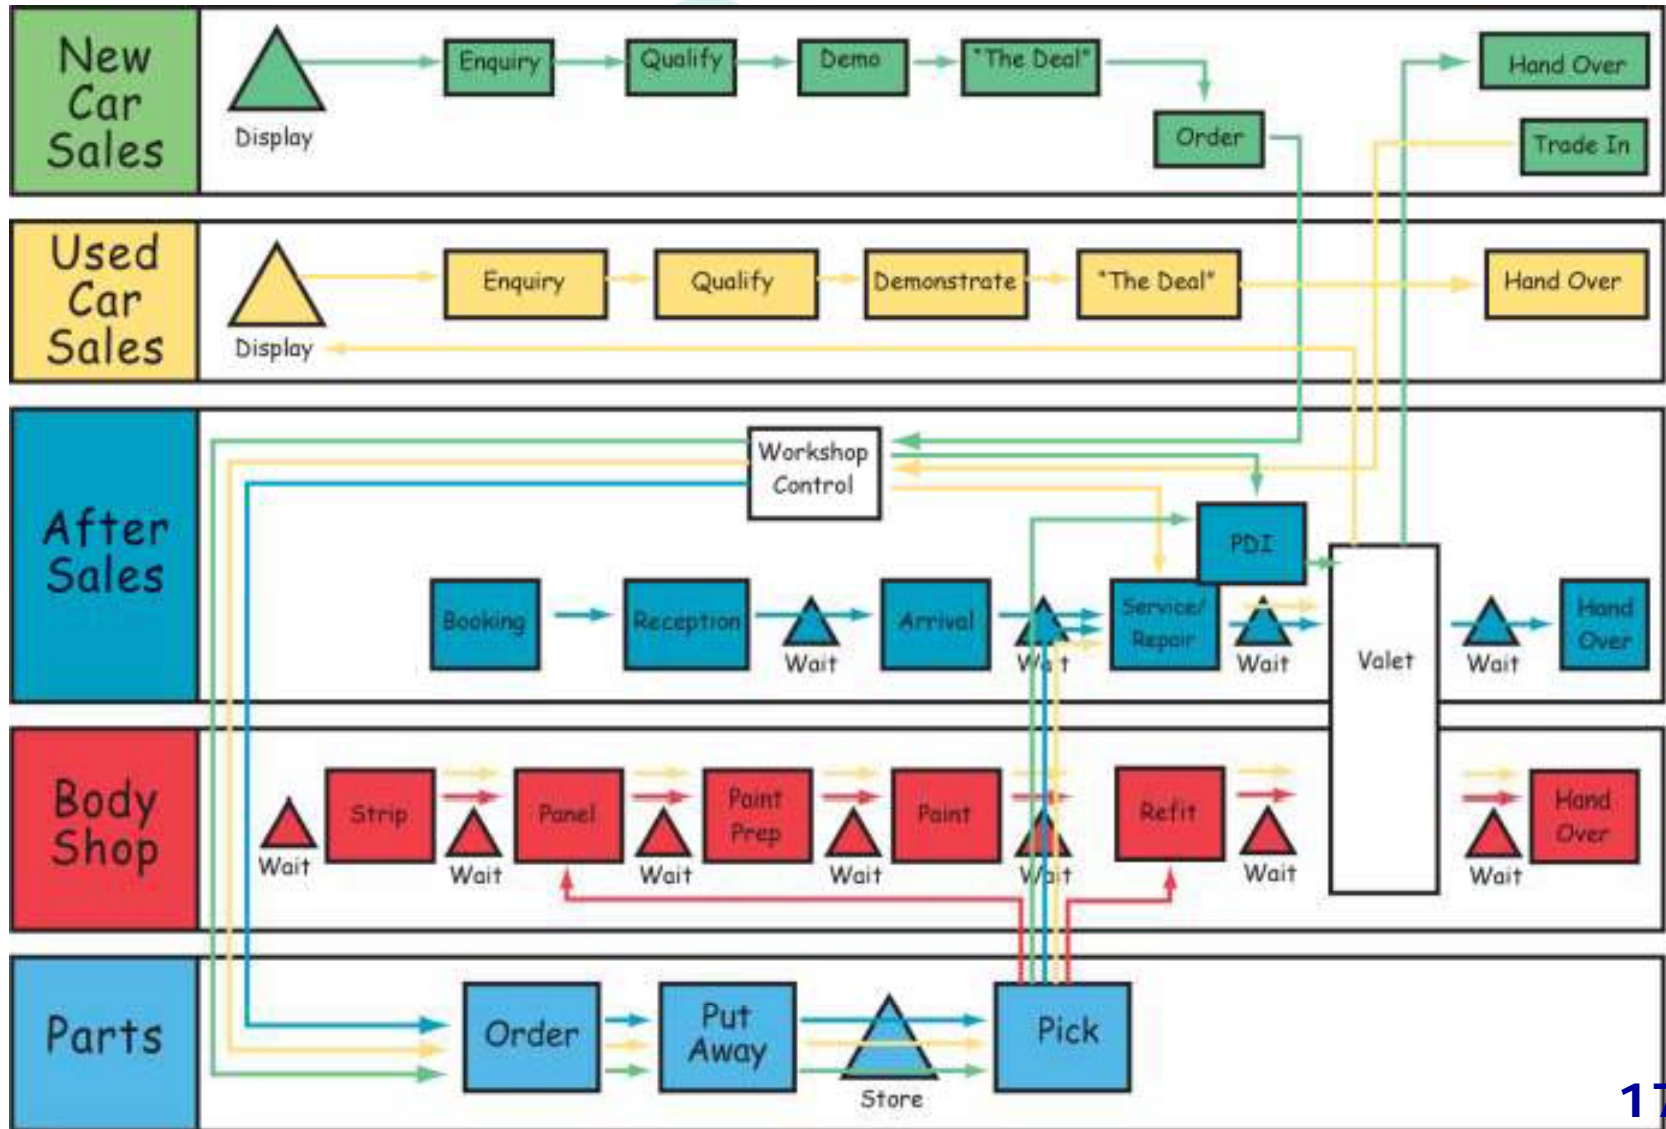 New
Car
Sales
Display
Enquiry
Qualify
Demo
"The Deal"
Order
Hand Over
Trade In
Used
Car
Sales
Display
Enquiry
Qualify
Demonstrate
"The Deal"
Hand Over
After
Sales
Workshop
Control
PDI
Booking
Reception
Wait
Arrival
Wait
Service/
Repair
Wait
Valet
Wait
Hand
Over
Body
Shop
Wait
Strip
Wait
Panel
Wait
Paint
Prep
Wait
Paint
Wait
Refit
Wait
Wait
Hand
Over
Parts
Order
Put
Away
Store
Pick
17